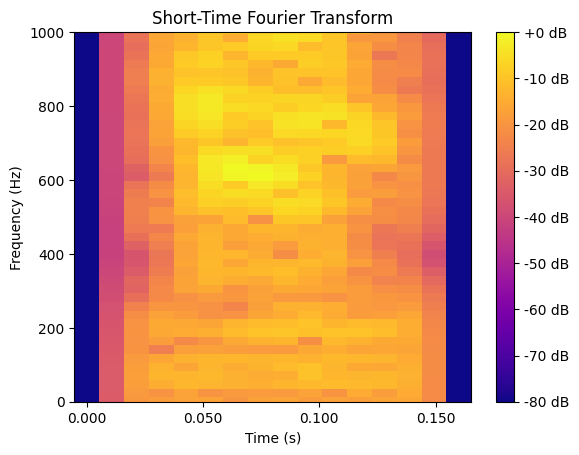 Short-Time Fourier Transform
1000
800
600
400
200
0
Frequency (Hz)
0.000
0.050
0.100
0.150
Time (s)
+0 dB
-10 dB
-20 dB
-30 dB
-40 dB
-50 dB
-60 dB
-70 dB
-80 dB